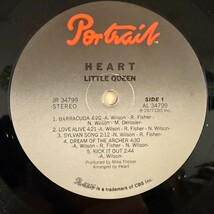 Portrait
HEART
LITTLE QUEEN
JR 34799
STEREO
SIDE 1
AL 34799
1. BARRACUDA 4:20 -A. Wilson - R. Fisher -
N. Wilson - M. Derosier-
2. LOVE ALIVE 4:21 -A. Wilson - N. Wilson - R. Fisher-
3. SYLVAN SONG 2:12 -N. Wilson - R. Fisher-
4. DREAM OF THE ARCHER 4:30 -A. Wilson -
N. Wilson - R. Fisher-
5. KICK IT OUT 2:44
-A. Wilson-
Produced by Mike Flicker
Arranged by Heart
is a trademark of CBS Inc.